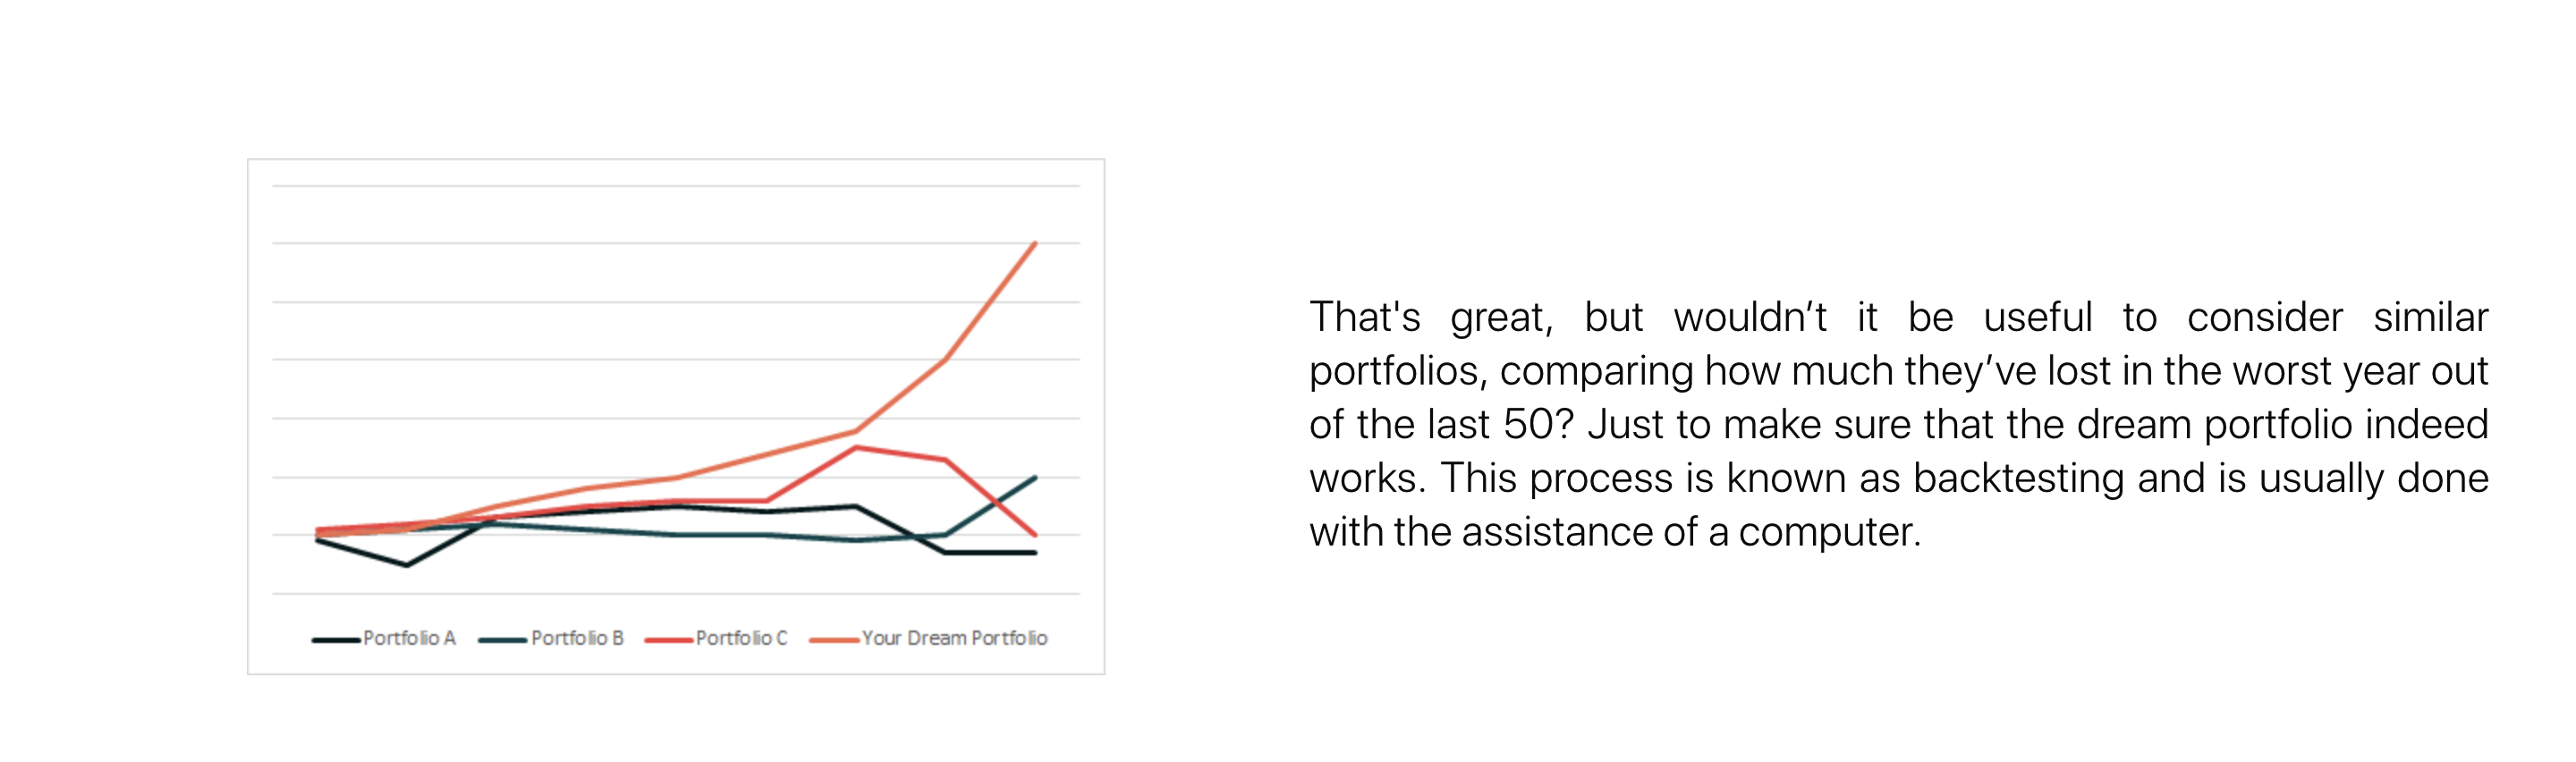 Portfolio A Portfolio B Portfolio C Your Dream Portfolio
That's great, but wouldn’t it be useful to consider similar
portfolios, comparing how much they’ve lost in the worst year out
of the last 50? Just to make sure that the dream portfolio indeed
works. This process is known as backtesting and is usually done
with the assistance of a computer.